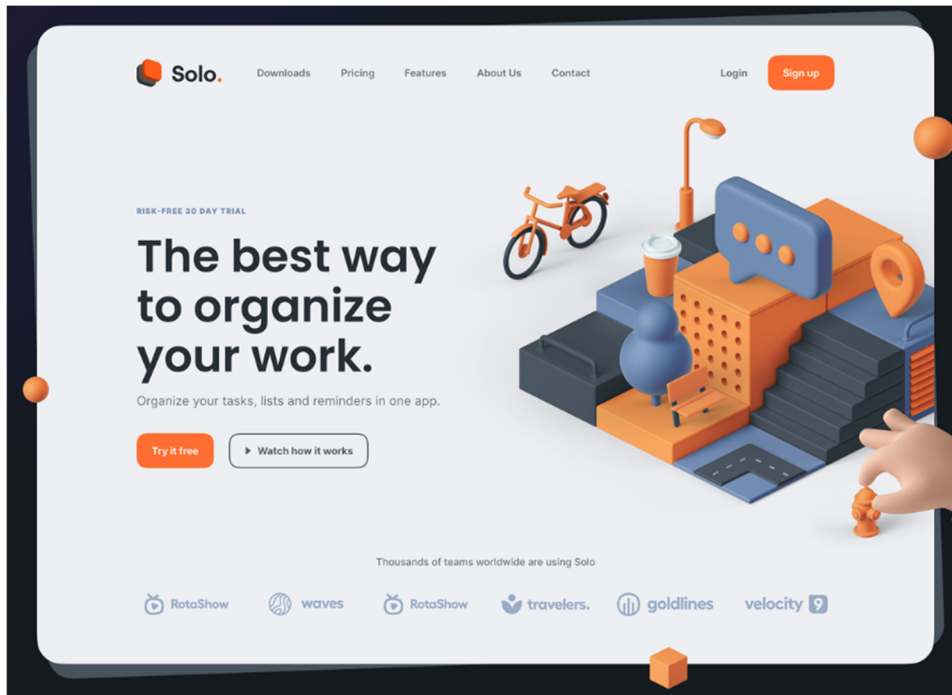 Solo.
Downloads Pricing Features About Us Contact Login Sign up
RISK-FREE 30 DAY TRIAL
The best way
to organize
your work.
Organize your tasks, lists and reminders in one app.
Try it free Watch how it works
Thousands of teams worldwide are using Solo
RotaShow waves RotaShow travelers. goldlines velocity 9